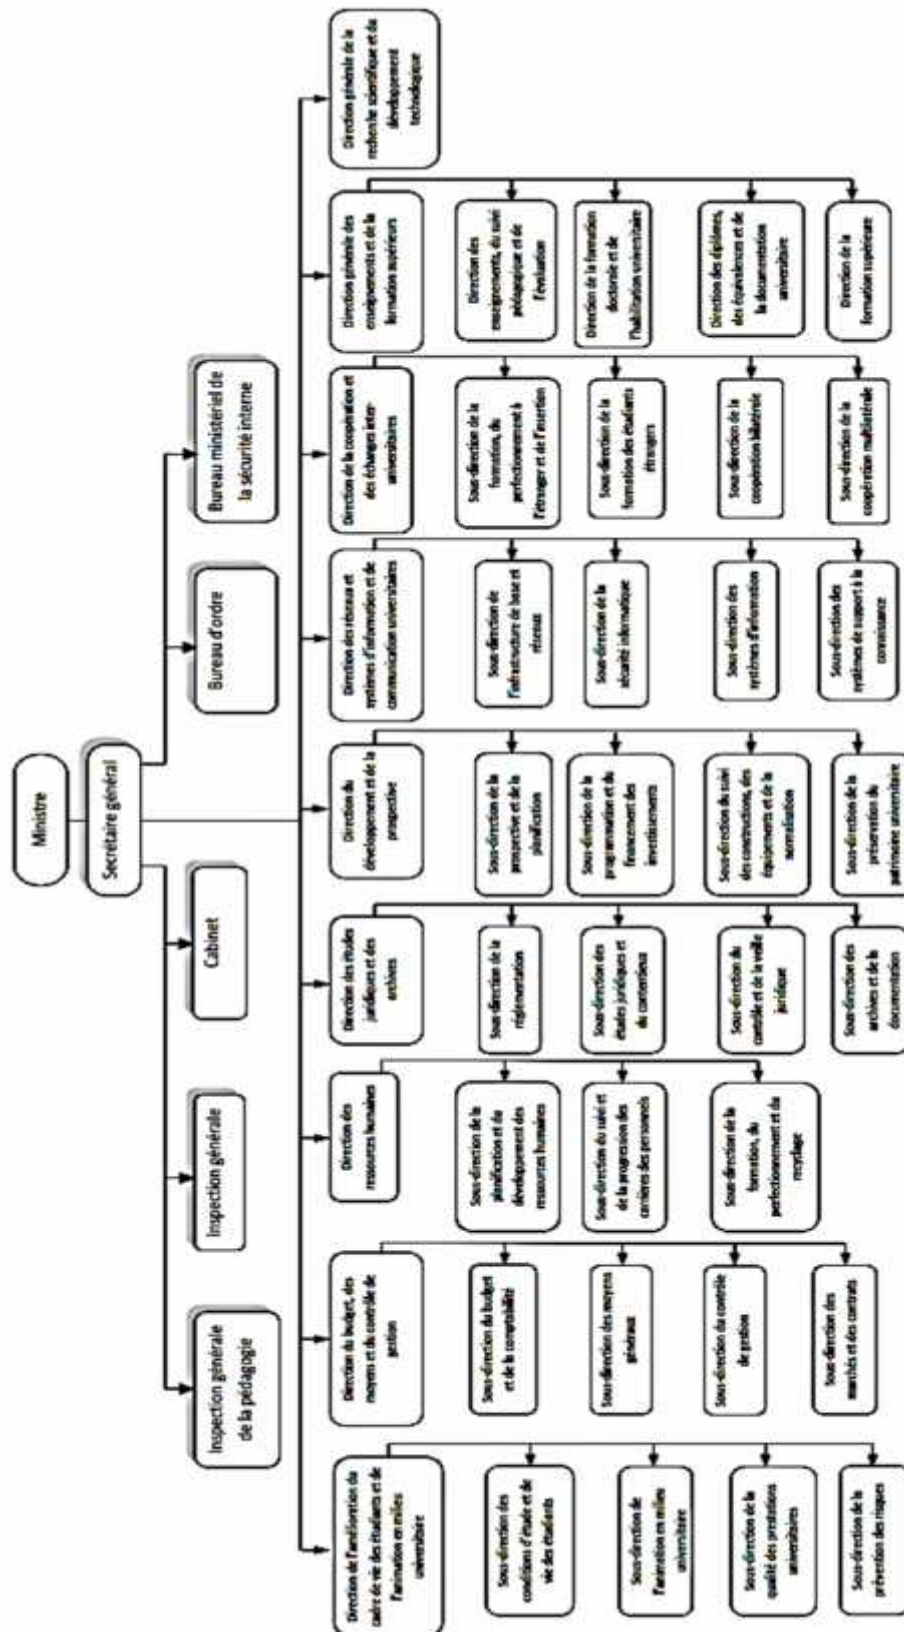 Ministre
Secrétaire général
Inspection générale
de la pédagogie
Inspection générale
Cabinet
Bureau d'ordre
Bureau ministériel de
la sécurité interne
Direction de l'amélioration du
cadre de vie des étudiants et de
l'animation en milieu
universitaire
Sous-direction des
conditions d'étude et de
vie des étudiants
Sous-direction de
l'animation en milieu
universitaire
Sous-direction de la
qualité des prestations
universitaires
Sous-direction de la
prévention des risques
Direction du budget, des
moyens et du contrôle de
gestion
Sous-direction du budget
et de la comptabilité
Sous-direction des moyens
généraux
Sous-direction du contrôle
de gestion
Sous-direction des
marchés et des contrats
Direction des
ressources humaines
Sous-direction de la
planification et du
développement des
ressources humaines
Sous-direction du suivi et
de la progression des
carrières des personnels
Sous-direction de la
formation, du
perfectionnement et du
recyclage
Direction des études
juridiques et des
archives
Sous-direction de la
réglementation
Sous-direction des
études juridiques et
du contentieux
Sous-direction du
contrôle et de la veille
juridique
Sous-direction des
archives et de la
documentation
Direction du
développement et de la
prospective
Sous-direction de la
prospective et de la
planification
Sous-direction de la
programmation et du
financement des
investissements
Sous-direction du suivi
des constructions, des
équipements et de la
normalisation
Sous-direction de la
préservation du
patrimoine universitaire
Direction des réseaux et
systèmes d'information et de
communication universitaires
Sous-direction de
l'infrastructure de base et
réseaux
Sous-direction de la
sécurité informatique
Sous-direction des
systèmes d'information
Sous-direction des
systèmes de support à la
connaissance
Direction de la coopération et
des échanges inter-
universitaires
Sous-direction de la
formation, du
perfectionnement à
l'étranger et de l'insertion
Sous-direction de la
formation des étudiants
étrangers
Sous-direction de la
coopération bilatérale
Sous-direction de la
coopération multilatérale
Direction générale des
enseignements et de la
formation supérieurs
Direction des
enseignements, du suivi
pédagogique et de
l'évaluation
Direction de la formation
doctorale et de
l'habilitation universitaire
Direction des diplômes,
des équivalences et de
la documentation
universitaire
Direction de la
formation supérieure
Direction générale de la
recherche scientifique et du
développement
technologique